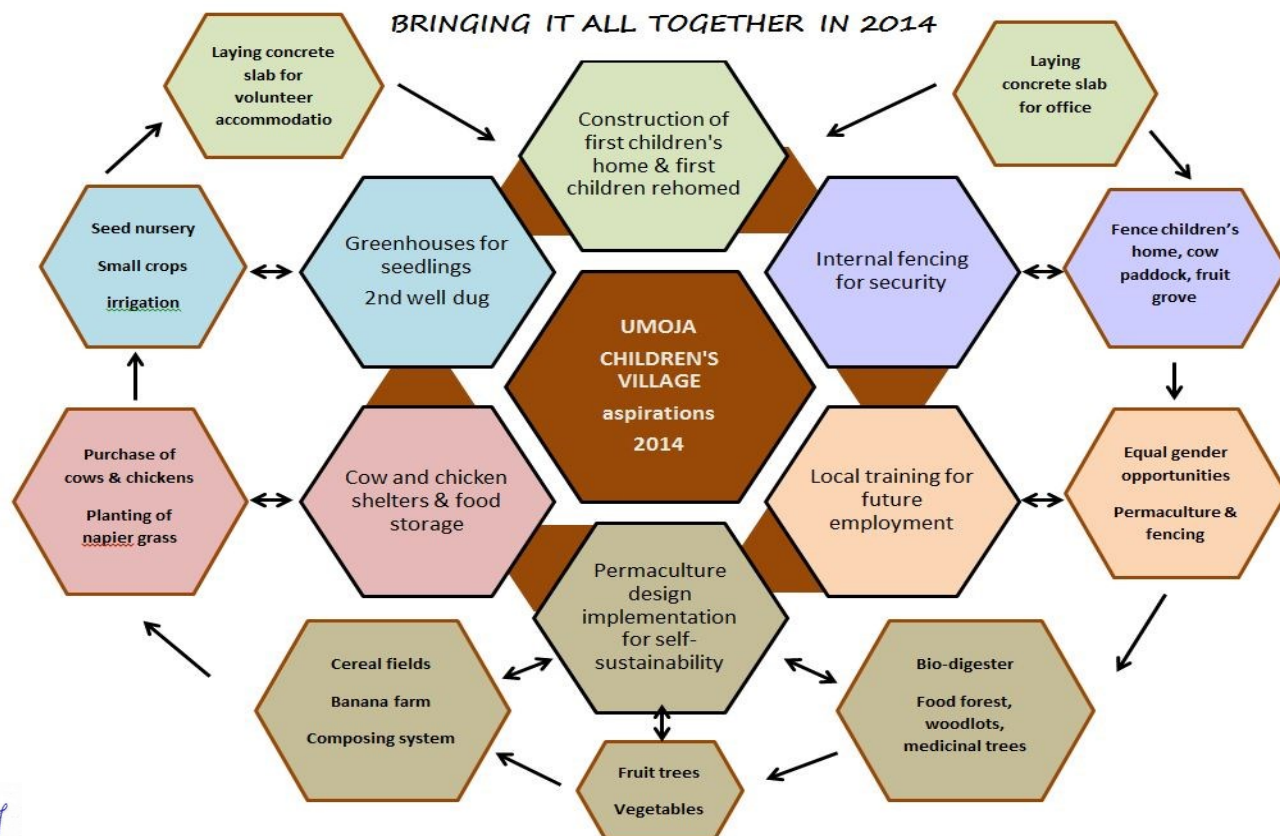 BRINGING IT ALL TOGETHER IN 2014
Laying concrete
slab for
volunteer
accommodatio
Construction of
first children's
home & first
children rehomed
Laying
concrete slab
for office
Seed nursery
Small crops
irrigation
Greenhouses for
seedlings
2nd well dug
Internal fencing
for security
Fence children's
home, cow
paddock, fruit
grove
UMOJA
CHILDREN'S
VILLAGE
aspirations
2014
Purchase of
cows & chickens
Planting of
napier grass
Cow and chicken
shelters & food
storage
Local training for
future
employment
Equal gender
opportunities
Permaculture &
fencing
Permaculture
design
implementation
for self-
sustainability
Cereal fields
Banana farm
Composing system
Bio-digester
Food forest,
woodlots,
medicinal trees
Fruit trees
Vegetables